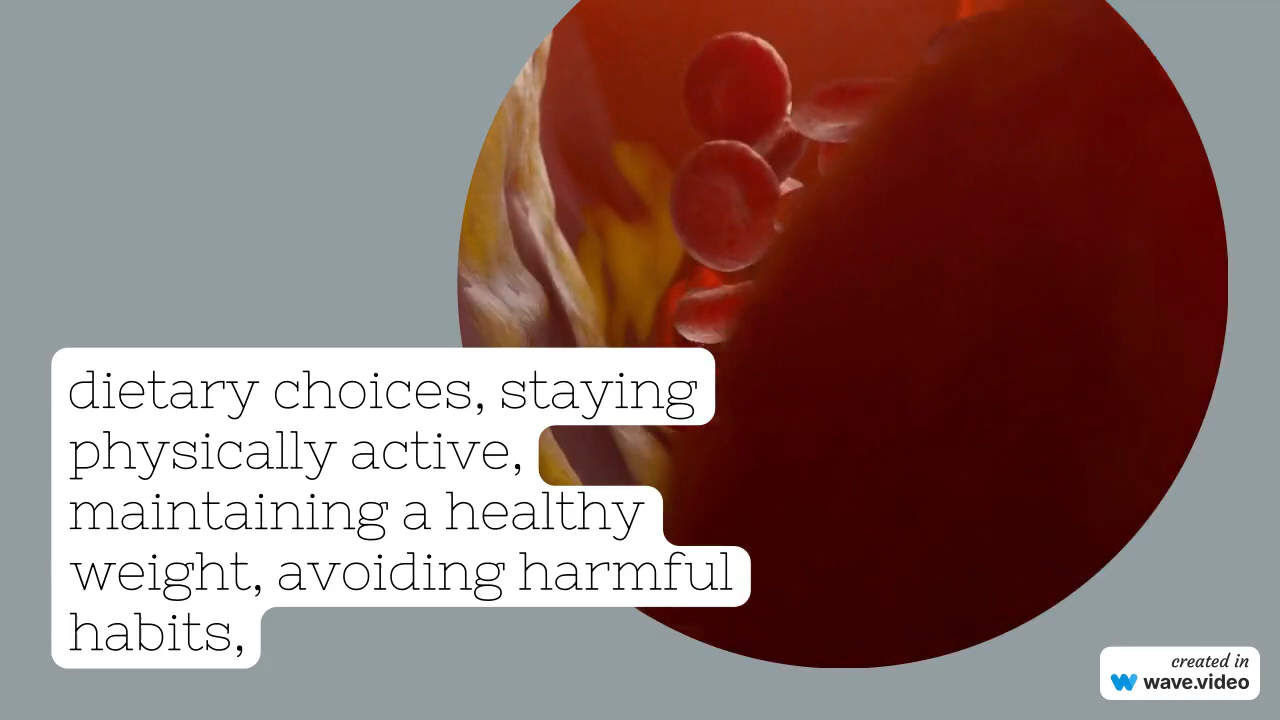 dietary choices, staying
physically active,
maintaining a healthy
weight, avoiding harmful
habits,
created in
wave.video